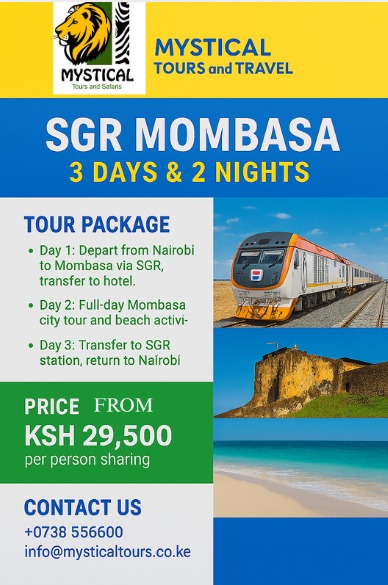 MYSTICAL
Tours and Safaris
MYSTICAL
TOURS and TRAVEL
SGR MOMBASA
3 DAYS & 2 NIGHTS
TOUR PACKAGE
• Day 1: Depart from Nairobi
to Mombasa via SGR,
transfer to hotel.
• Day 2: Full-day Mombasa
city tour and beach activi-
• Day 3: Transfer to SGR
station, return to Nairobi
PRICE FROM
KSH 29,500
per person sharing
CONTACT US
+0738 556600
info@mysticaltours.co.ke